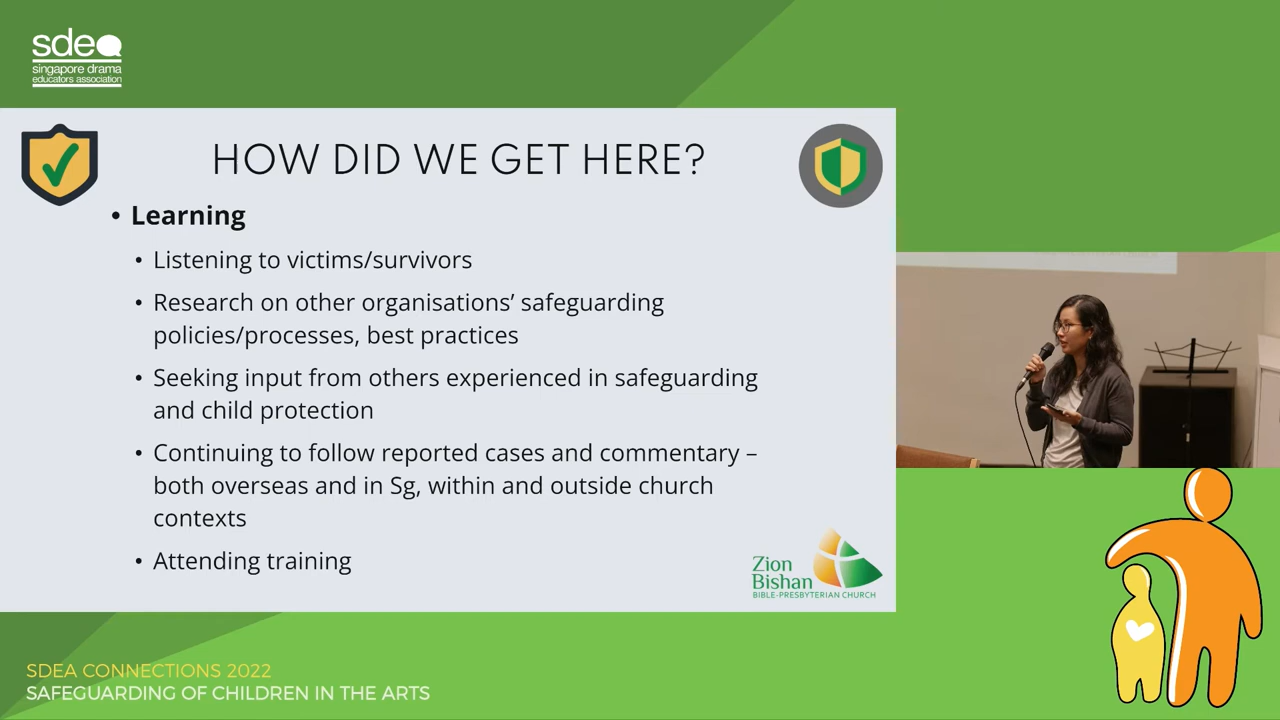 sde
singapore drama
educators association
HOW DID WE GET HERE?
• Learning
• Listening to victims/survivors
• Research on other organisations’ safeguarding
policies/processes, best practices
• Seeking input from others experienced in safeguarding
and child protection
• Continuing to follow reported cases and commentary –
both overseas and in Sg, within and outside church
contexts
• Attending training
Zion
Bishan
BIBLE-PRESBYTERIAN CHURCH
SDEA CONNECTIONS 2022
SAFEGUARDING OF CHILDREN IN THE ARTS